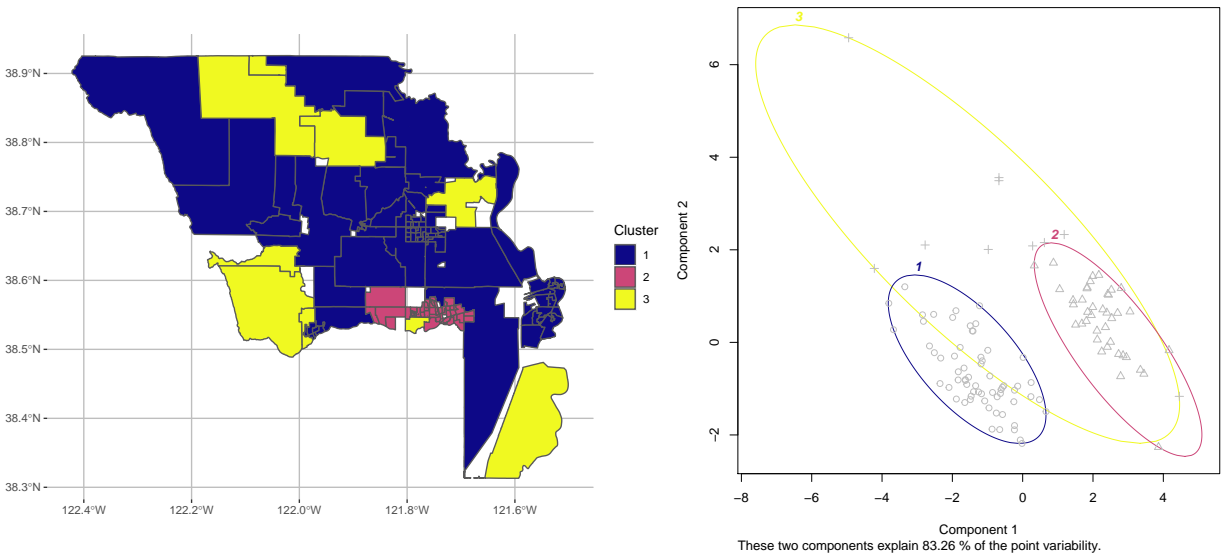 38.9°N
38.8°N
38.7°N
38.6°N
38.5°N
38.4°N
38.3°N
122.4°W 122.2°W 122.0°W 121.8°W 121.6°W
Cluster
1
2
3
3
2
1
Component 2
6
4
2
0
−2
−8 −6 −4 −2 0 2 4
Component 1
These two components explain 83.26 % of the point variability.